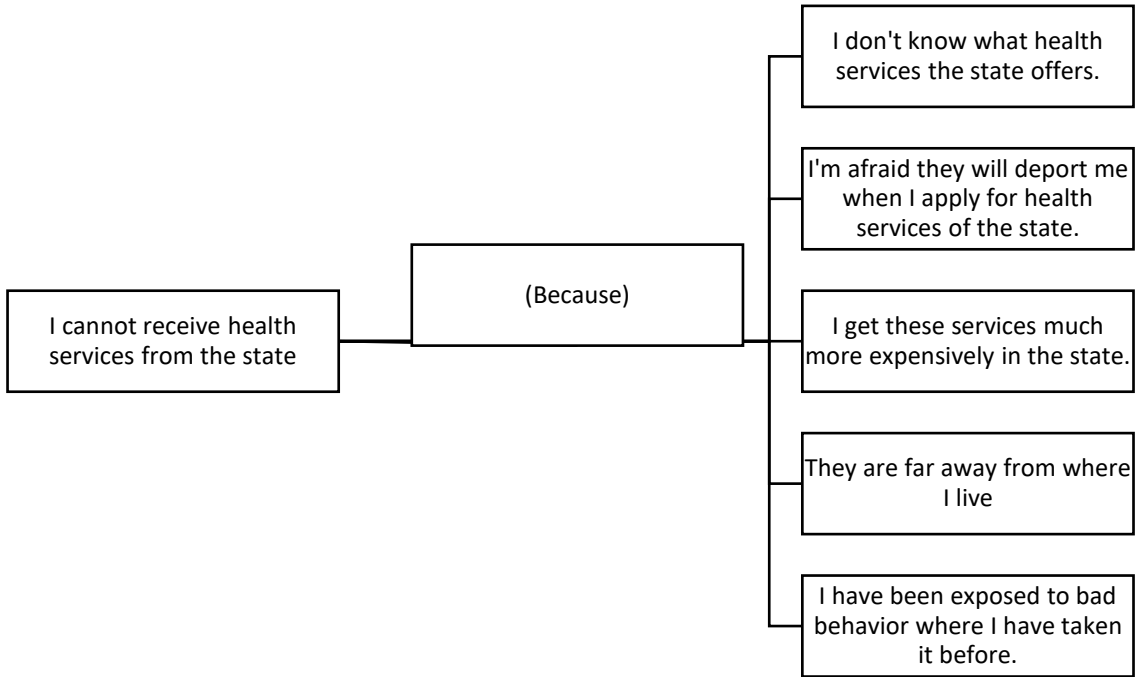 I cannot receive health
services from the state
(Because)
I don't know what health
services the state offers.
I'm afraid they will deport me
when I apply for health
services of the state.
I get these services much
more expensively in the state.
They are far away from where
I live
I have been exposed to bad
behavior where I have taken
it before.